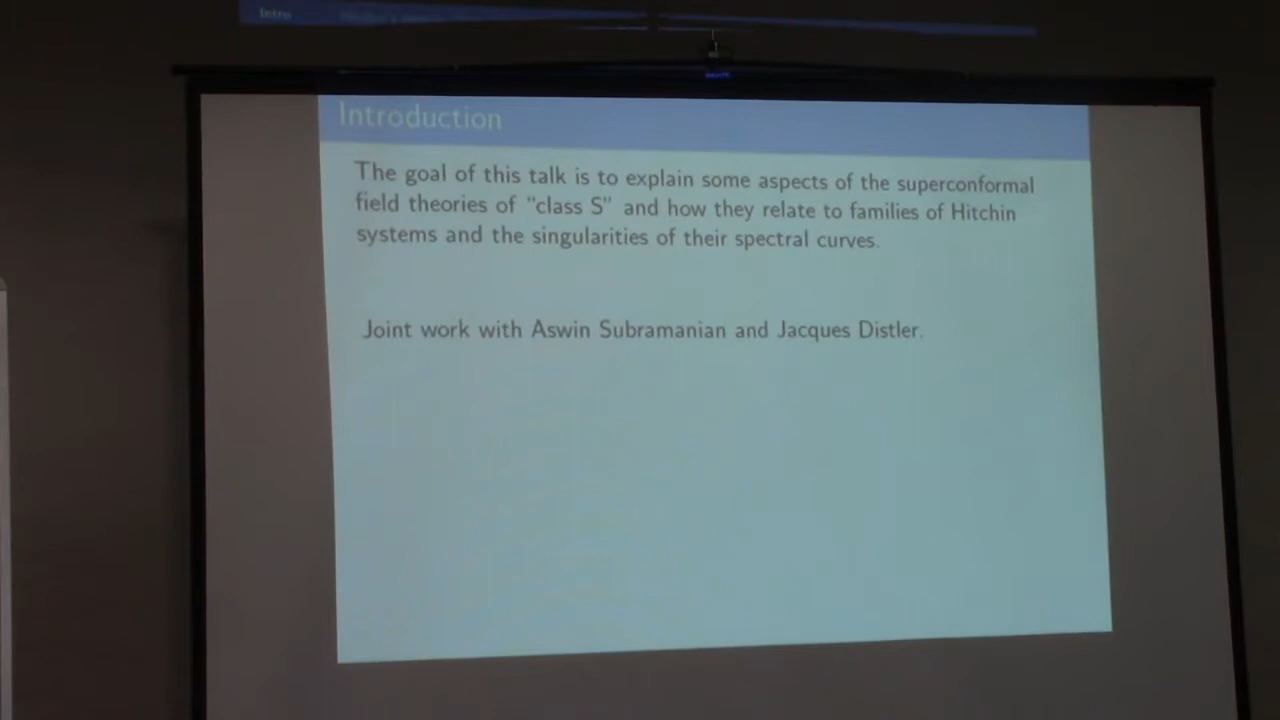 Intro
Introduction
The goal of this talk is to explain some aspects of the superconformal
field theories of "class S" and how they relate to families of Hitchin
systems and the singularities of their spectral curves.
Joint work with Aswin Subramanian and Jacques Distler.